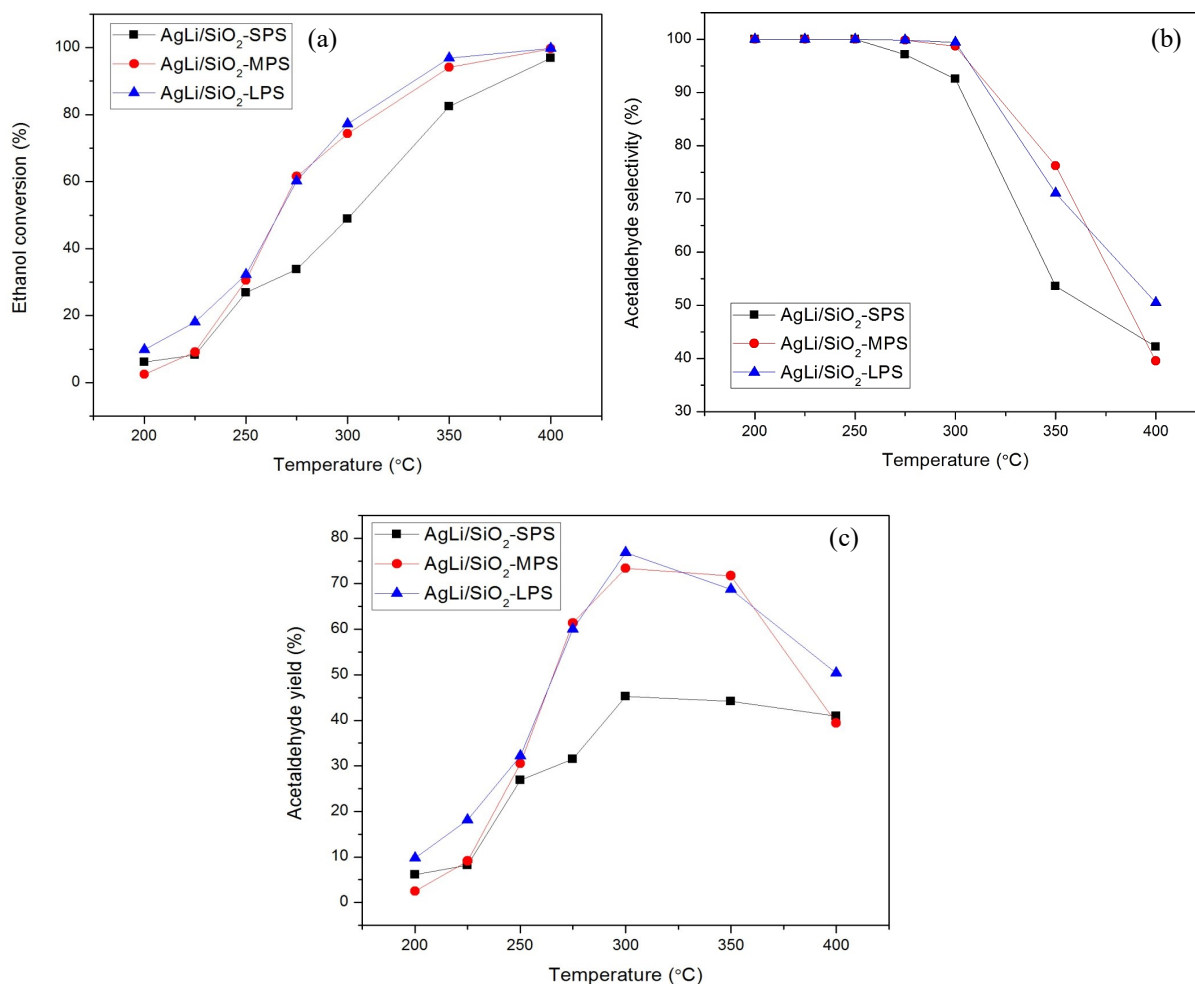 (a)
AgLi/SiO2-SPS
AgLi/SiO2-MPS
AgLi/SiO2-LPS
Ethanol conversion (%)
100
80
60
40
20
0
200 250 300 350 400
Temperature (°C)
(b)
Acetaldehyde selectivity (%)
100
90
80
70
60
50
40
30
AgLi/SiO2-SPS
AgLi/SiO2-MPS
AgLi/SiO2-LPS
200 250 300 350 400
Temperature (°C)
(c)
AgLi/SiO2-SPS
AgLi/SiO2-MPS
AgLi/SiO2-LPS
Acetaldehyde yield (%)
80
70
60
50
40
30
20
10
0
200 250 300 350 400
Temperature (°C)